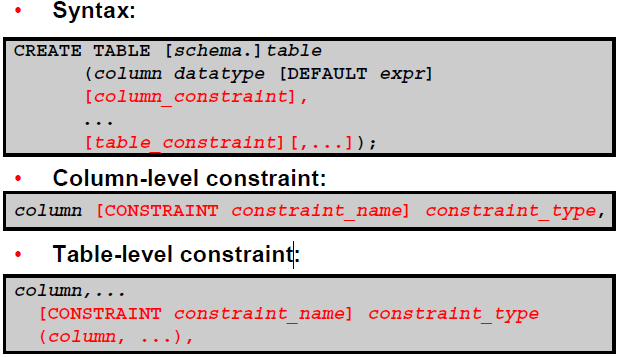 • Syntax:
CREATE TABLE [schema.]table
(column datatype [DEFAULT expr]
[column_constraint],
...
[table_constraint][,...]);
• Column-level constraint:
column [CONSTRAINT constraint_name] constraint_type,
• Table-level constraint:
column,...
[CONSTRAINT constraint_name] constraint_type
(column, ...),